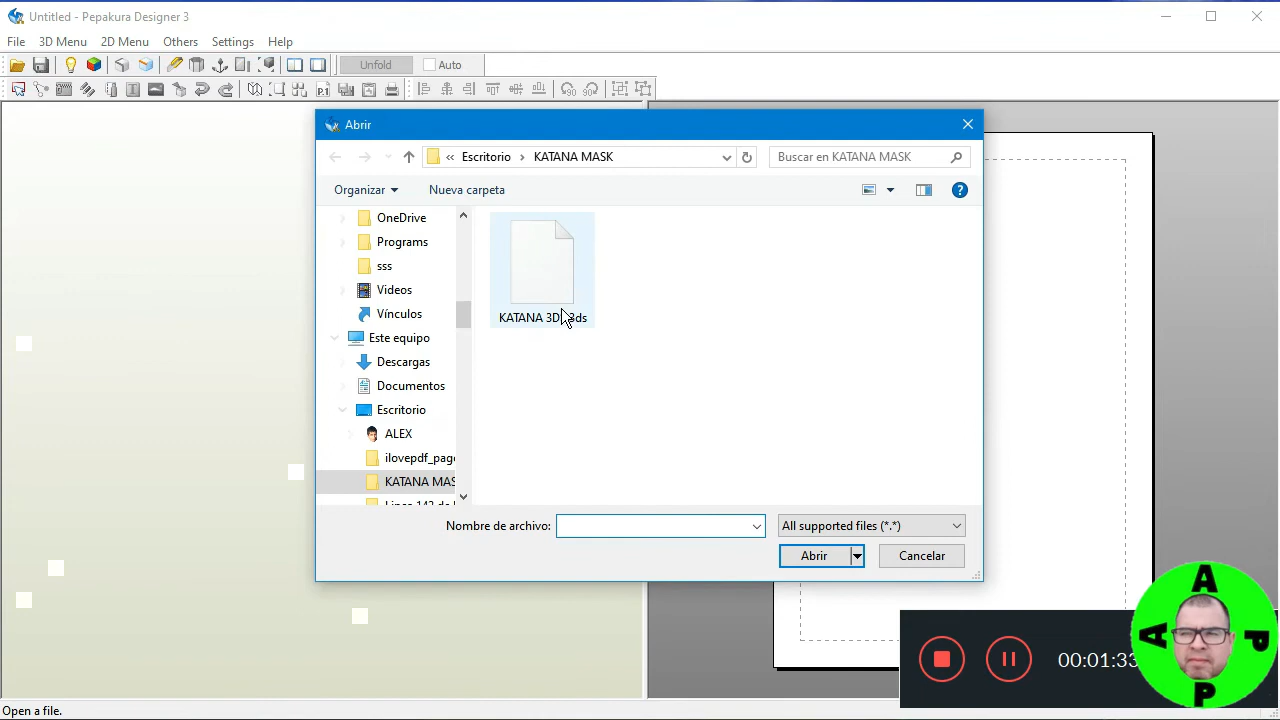 Untitled - Pepakura Designer 3
File 3D Menu 2D Menu Others Settings Help
Unfold Auto
Abrir
« Escritorio › KATANA MASK
Buscar en KATANA MASK
Organizar Nueva carpeta
OneDrive
Programs
sss
Videos
Vínculos
Este equipo
Descargas
Documentos
Escritorio
ALEX
ilovepdf_page
KATANA MAS
KATANA 3D
3ds
Nombre de archivo:
All supported files (*.*)
Abrir Cancelar
00:01:33
A
A
P
P
Open a file.